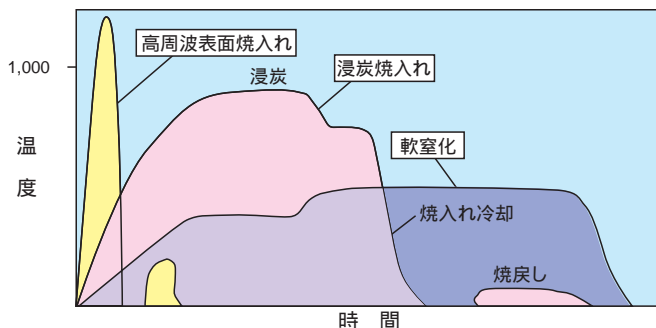 高周波表面焼入れ
1,000
浸炭
浸炭焼入れ
温
度
軟窒化
焼入れ冷却
焼戻し
時 間